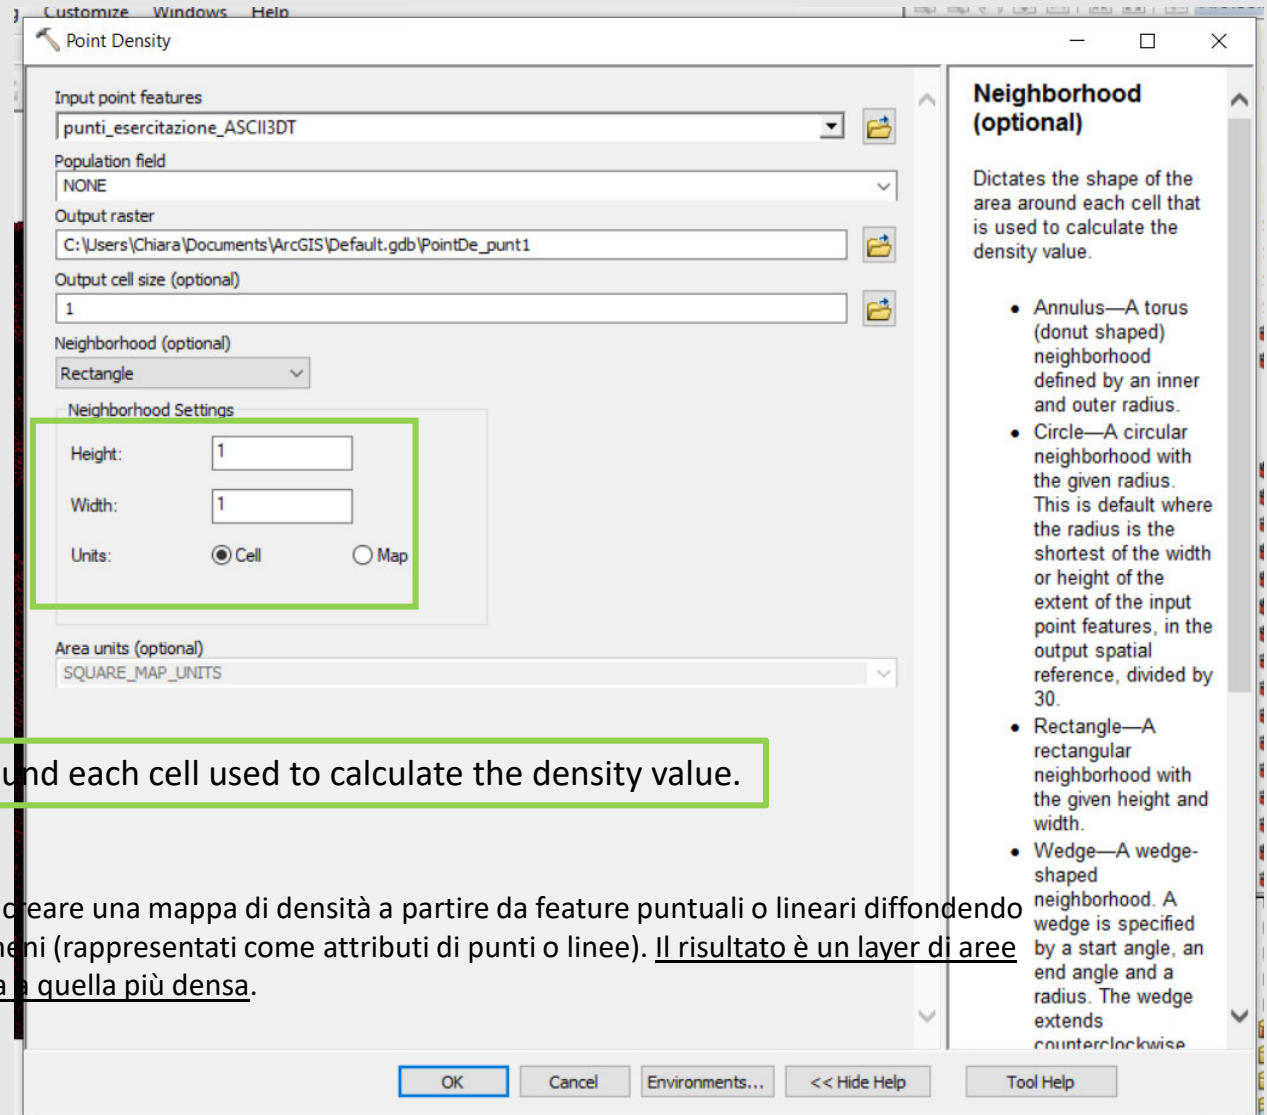 Customize Windows Help
Point Density
Input point features
punti_esercitazione_ASCII3DT
Population field
NONE
Output raster
C:\Users\Chiara\Documents\ArcGIS\Default.gdb\PointDe_punt1
Output cell size (optional)
1
Neighborhood (optional)
Rectangle
Neighborhood Settings
Height: 1
Width: 1
Units: Cell Map
Area units (optional)
SQUARE_MAP_UNITS
und each cell used to calculate the density value.
creare una mappa di densità a partire da feature puntuali o lineari diffondendo
neni (rappresentati come attributi di punti o linee). Il risultato è un layer di aree
a quella più densa.
OK Cancel Environments... << Hide Help Tool Help
Neighborhood
(optional)
Dictates the shape of the
area around each cell that
is used to calculate the
density value.
• Annulus—A torus
(donut shaped)
neighborhood
defined by an inner
and outer radius.
• Circle—A circular
neighborhood with
the given radius.
This is default where
the radius is the
shortest of the width
or height of the
extent of the input
point features, in the
output spatial
reference, divided by
30.
• Rectangle—A
rectangular
neighborhood with
the given height and
width.
• Wedge—A wedge-
shaped
neighborhood. A
wedge is specified
by a start angle, an
end angle and a
radius. The wedge
extends
counterclockwise